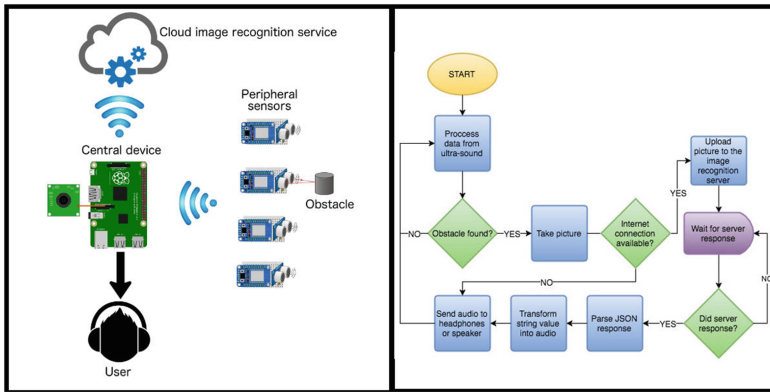 Cloud image recognition service
Peripheral
sensors
Central device
Obstacle
User
START
Proccess
data from
ultra-sound
Obstacle found?
NO
YES
Take picture
Internet
connection
available?
YES
NO
Upload
picture to the
image
recognition
server
Wait for server
response
Did server
response?
NO
YES
Parse JSON
response
Transform
string value
into audio
Send audio to
headphones
or speaker